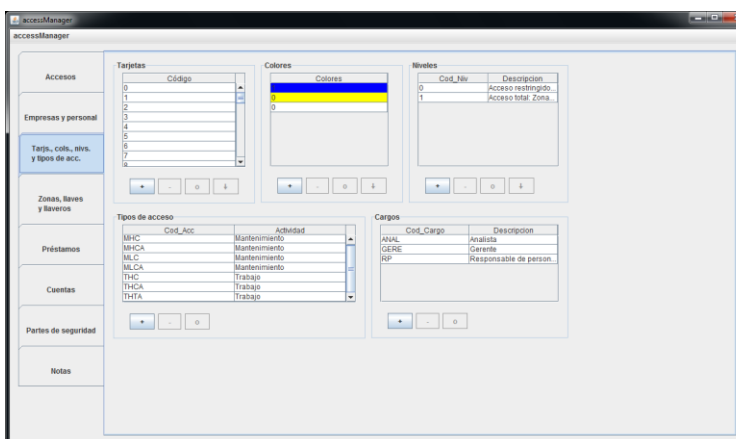 accessManager
accessManager
Accesos
Empresas y personal
Tarjs., cols., nivs.
y tipos de acc.
Zonas, llaves
y llaveros
Préstamos
Cuentas
Partes de seguridad
Notas
Tarjetas
Código
0
1
2
3
4
5
6
7
+ - o ↓
Colores
Colores
0
0
+ - o ↓
Niveles
Cod_Niv Descripcion
0 Acceso restringido...
1 Acceso total: Zona...
+ - o ↓
Tipos de acceso
Cod_Acc Actividad
MHC Mantenimiento
MHCA Mantenimiento
MLC Mantenimiento
MLCA Mantenimiento
THC Trabajo
THCA Trabajo
THTA Trabajo
+ - o
Cargos
Cod_Cargo Descripcion
ANAL Analista
GERE Gerente
RP Responsable de person...
+ - o